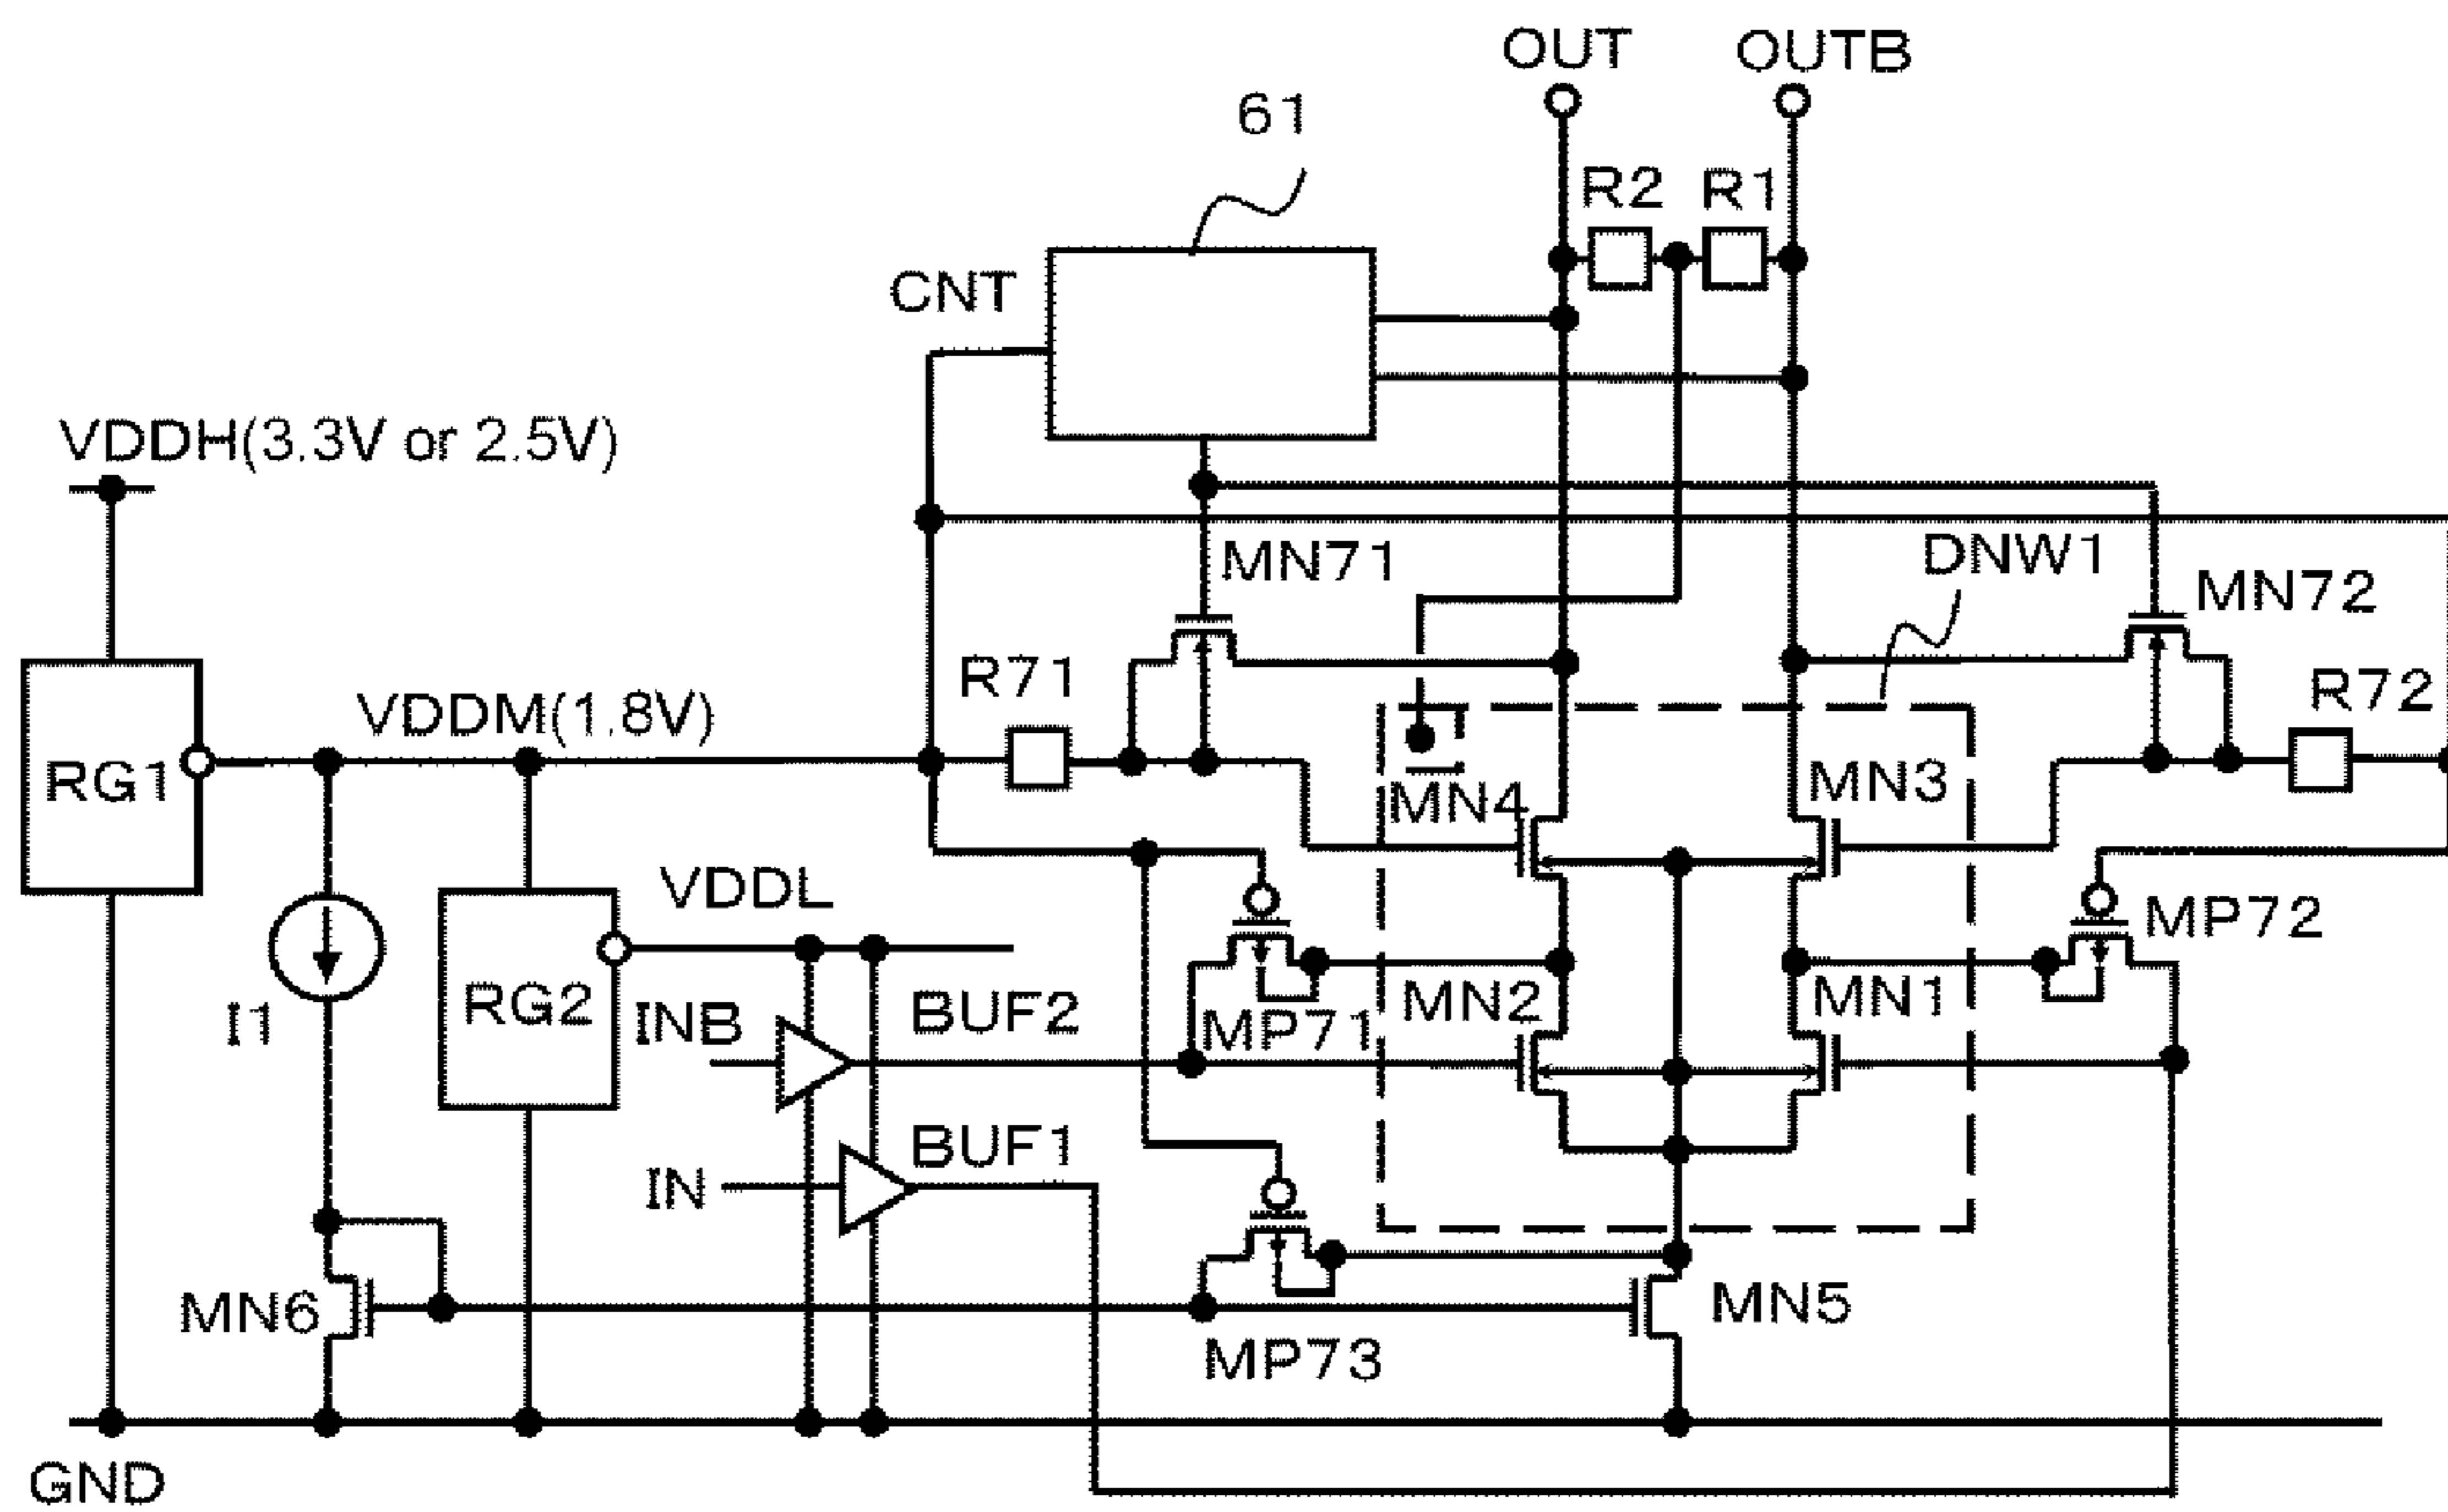 OUT
OUTB
61
R2
R1
CNT
VDDH(3.3V or 2.5V)
MN71
DNW1
MN72
R71
R72
VDDM(1.8V)
RG1
MN4
MN3
VDDL
MP72
I1
RG2
INB
BUF2
MP71
MN2
MN1
BUF1
IN
MN6
MN5
MP73
GND